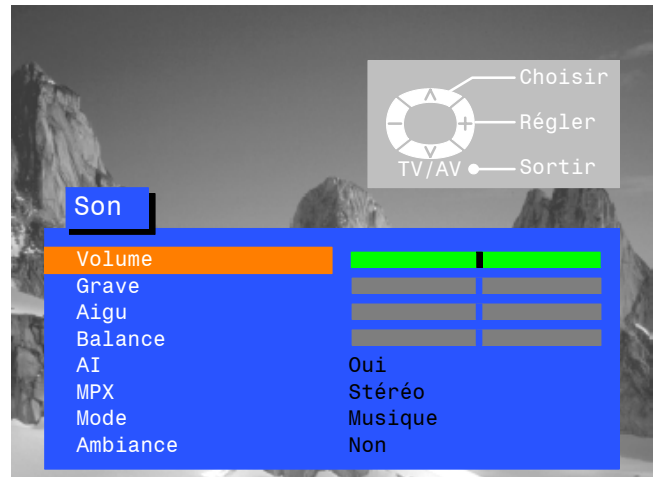 Choisir
Régler
TV/AV Sortir
Son
Volume
Grave
Aigu
Balance
AI Oui
MPX Stéréo
Mode Musique
Ambiance Non